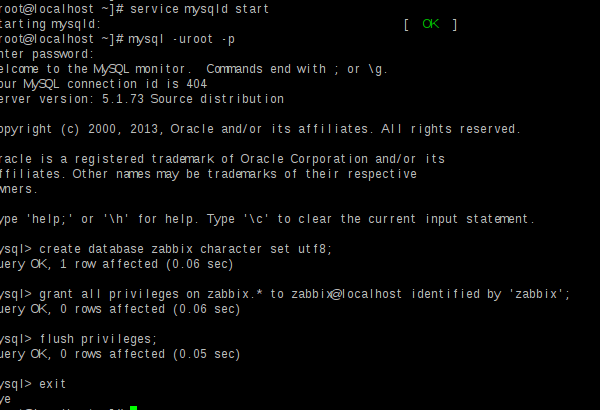 root@localhost ~]# service mysqld start
tarting mysqld: [ OK ]
root@localhost ~]# mysql -uroot -p
nter password:
elcome to the MySQL monitor. Commands end with ; or \g.
our MySQL connection id is 404
erver version: 5.1.73 Source distribution
opyright (c) 2000, 2013, Oracle and/or its affiliates. All rights reserved.
racle is a registered trademark of Oracle Corporation and/or its
ffiliates. Other names may be trademarks of their respective
wners.
ype 'help;' or '\h' for help. Type '\c' to clear the current input statement.
ysql> create database zabbix character set utf8;
uery OK, 1 row affected (0.06 sec)
ysql> grant all privileges on zabbix.* to zabbix@localhost identified by 'zabbix';
uery OK, 0 rows affected (0.06 sec)
ysql> flush privileges;
uery OK, 0 rows affected (0.05 sec)
ysql> exit
ye